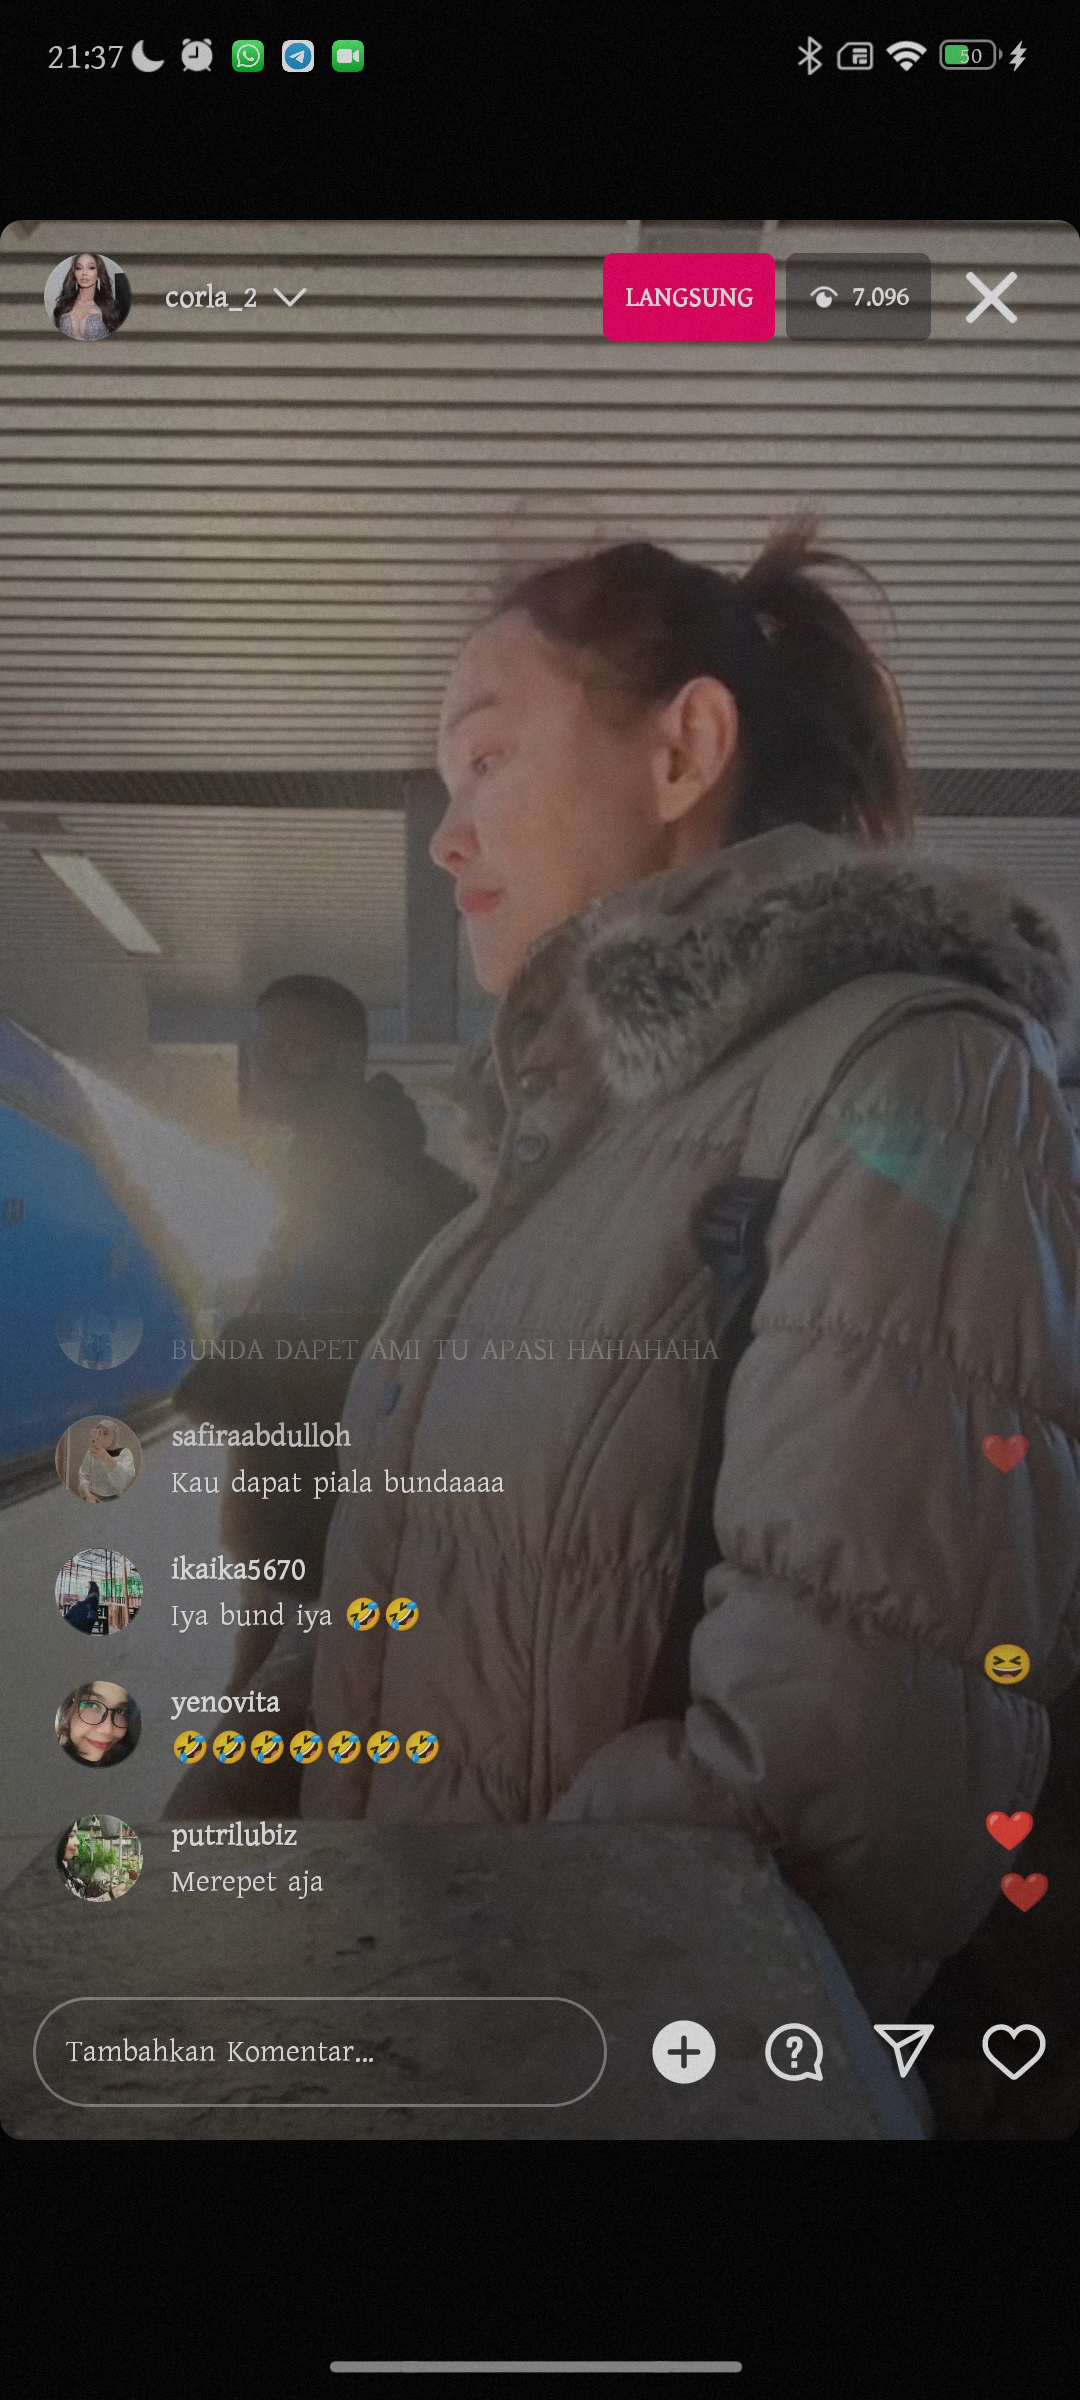 21:37
50
corla_2
LANGSUNG
7.096
BUNDA DAPET AMI TU APASI HAHAHAHA
safiraabdulloh
Kau dapat piala bundaaaa
ikaika5670
Iya bund iya 🤣🤣
yenovita
🤣🤣🤣🤣🤣🤣🤣
putrilubiz
Merepet aja
Tambahkan Komentar...